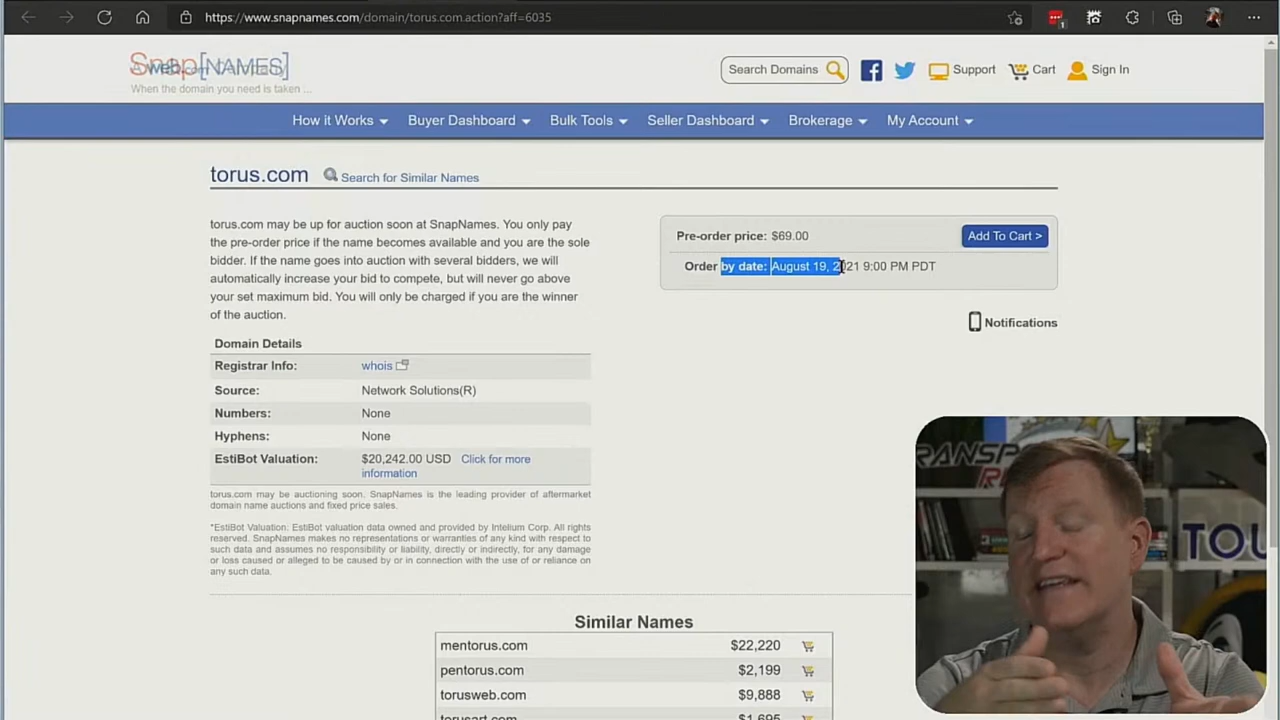 https://www.snapnames.com/domain/torus.com.action?aff=6035
1
Snap[NAMES]
When the domain you need is taken ...
Search Domains
Support
Cart
Sign In
How it Works
Buyer Dashboard
Bulk Tools
Seller Dashboard
Brokerage
My Account
torus.com
Search for Similar Names
torus.com may be up for auction soon at SnapNames. You only pay
the pre-order price if the name becomes available and you are the sole
bidder. If the name goes into auction with several bidders, we will
automatically increase your bid to compete, but will never go above
your set maximum bid. You will only be charged if you are the winner
of the auction.
Pre-order price: $69.00
Add To Cart >
Order by date: August 19, 2021 9:00 PM PDT
Notifications
Domain Details
Registrar Info: whois
Source: Network Solutions(R)
Numbers: None
Hyphens: None
EstiBot Valuation: $20,242.00 USD Click for more
information
torus.com may be auctioning soon. SnapNames is the leading provider of aftermarket
domain name auctions and fixed price sales.
*EstiBot Valuation: EstiBot valuation data owned and provided by Intelium Corp. All rights
reserved. SnapNames makes no representations or warranties of any kind with respect to
such data and assumes no responsibility or liability, directly or indirectly, for any damage
or loss caused or alleged to be caused by or in connection with the use of or reliance on
any such data.
Similar Names
mentorus.com $22,220
pentorus.com $2,199
torusweb.com $9,888
torusart.com $1,695
TRANSP
TOU